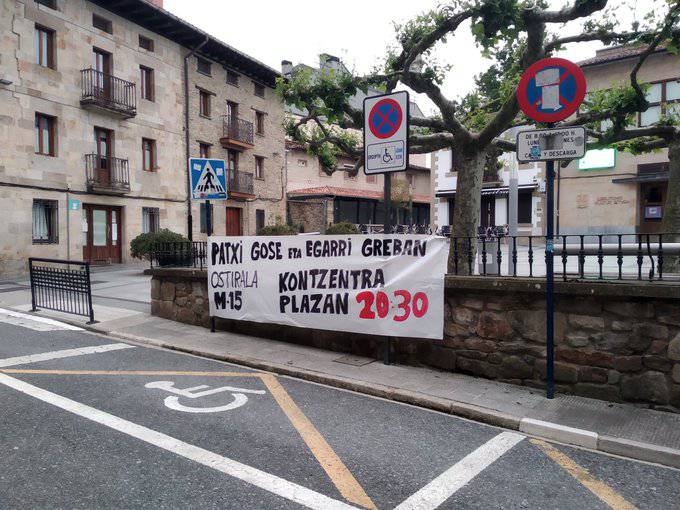 PATXI GOSE ETA EGARRI GREBAN
OSTIRALA KONTZENTRA
M-15 PLAZAN 20:30